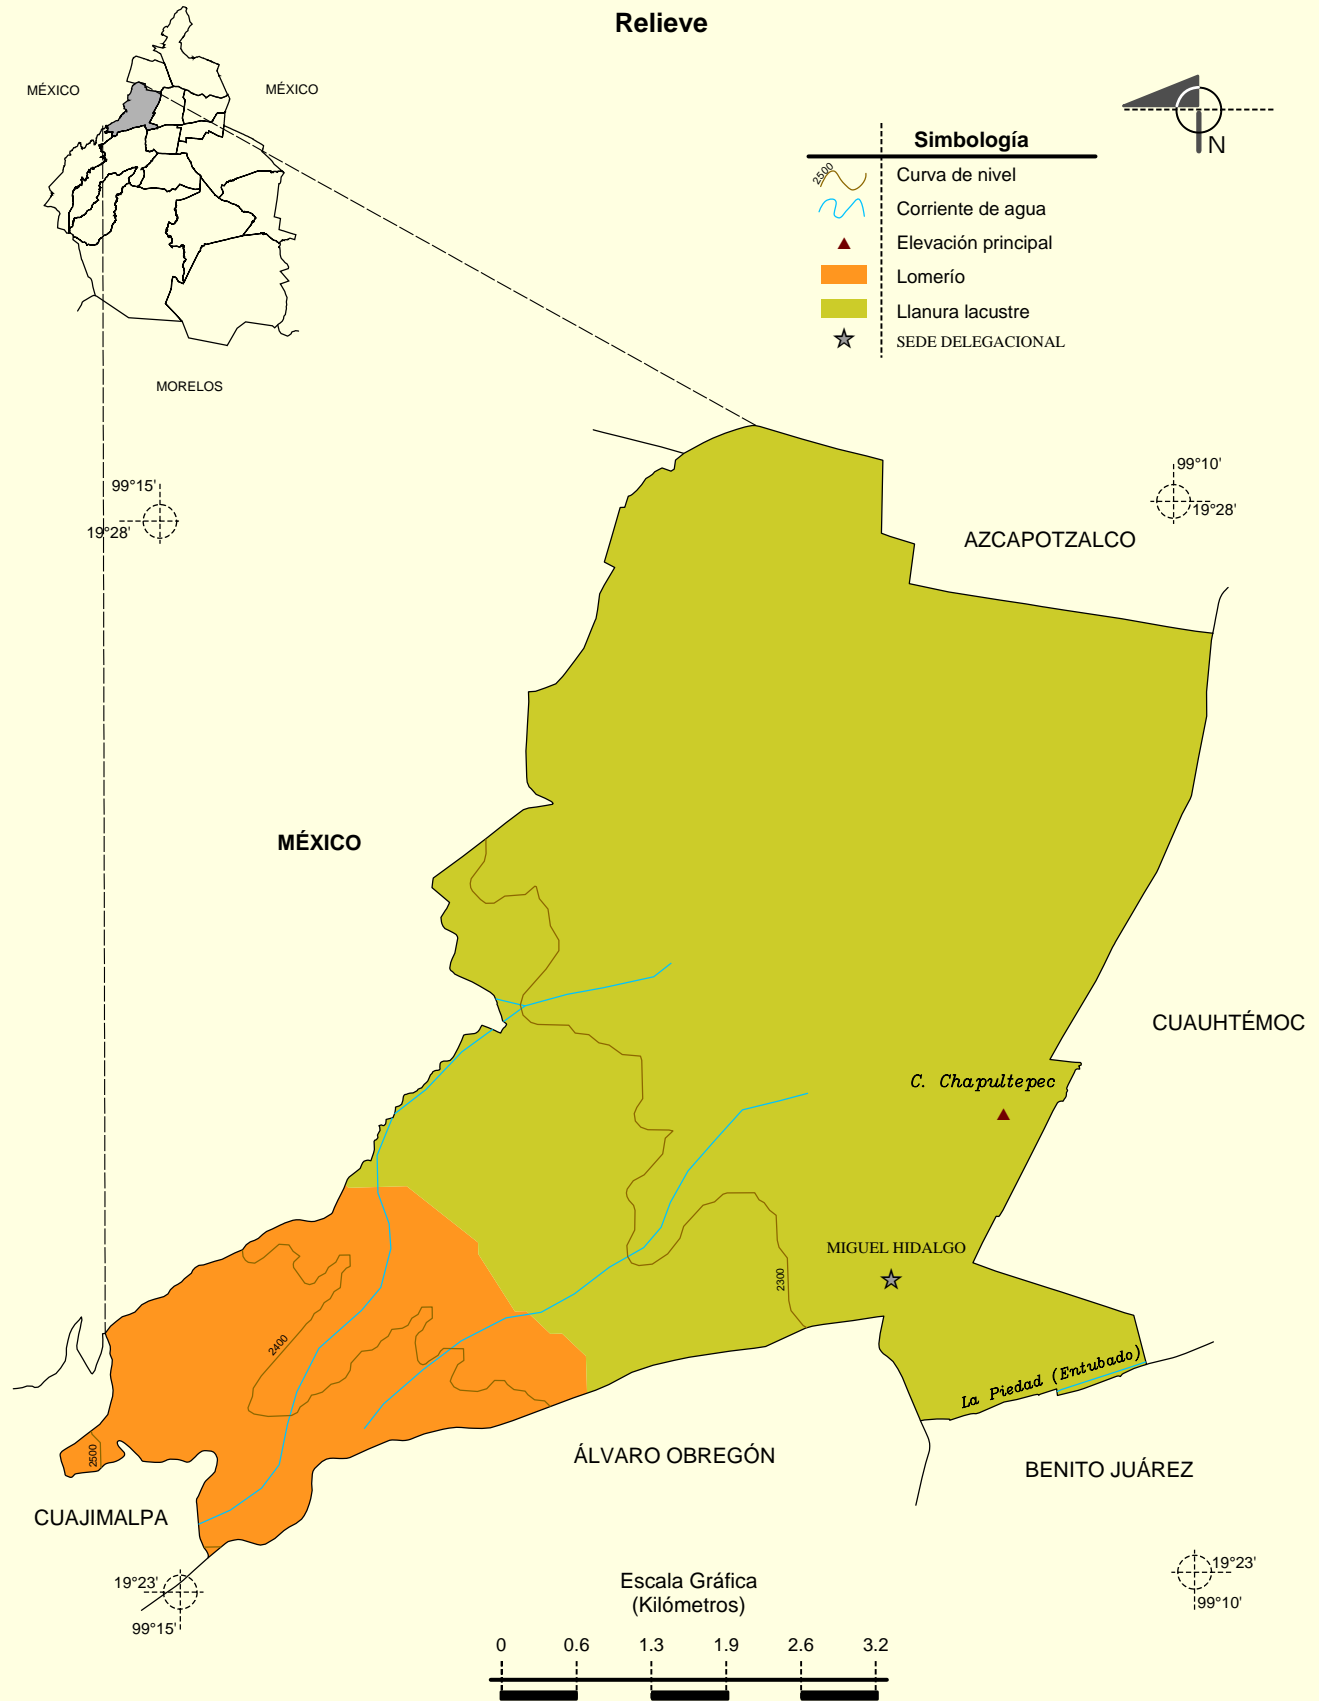 Relieve
MÉXICO
MÉXICO
N
Simbología
2500
Curva de nivel
Corriente de agua
Elevación principal
Lomerío
Llanura lacustre
SEDE DELEGACIONAL
MORELOS
99°15'
19°28'
99°10'
19°28'
AZCAPOTZALCO
MÉXICO
CUAUHTÉMOC
C. Chapultepec
MIGUEL HIDALGO
2300
2400
2500
La Piedad (Entubado)
ÁLVARO OBREGÓN
BENITO JUÁREZ
CUAJIMALPA
19°23'
99°15'
19°23'
99°10'
Escala Gráfica
(Kilómetros)
0 0.6 1.3 1.9 2.6 3.2